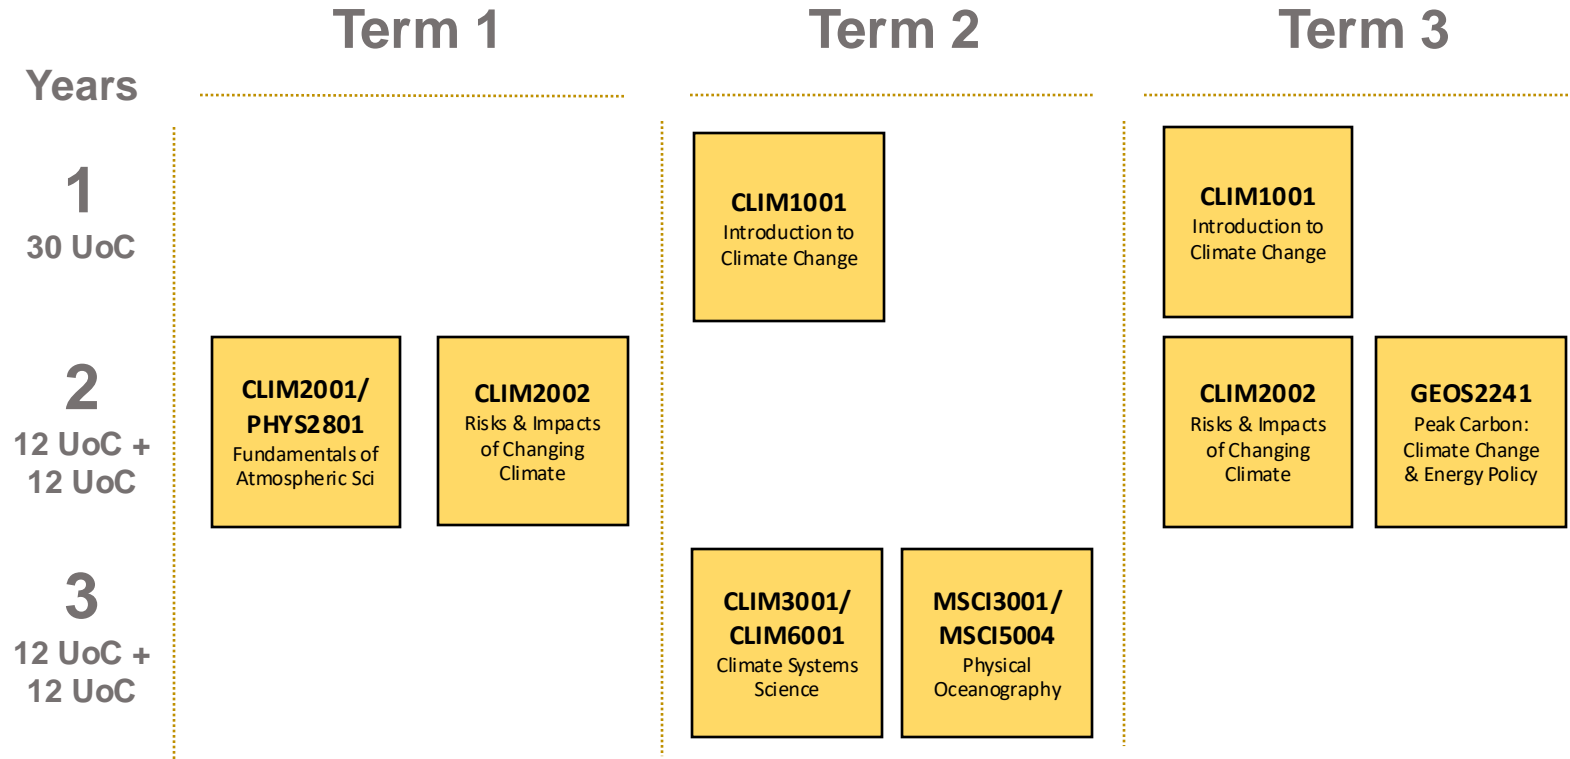 Term 1
Term 2
Term 3
Years
1
30 UoC
CLIM1001
Introduction to
Climate Change
CLIM1001
Introduction to
Climate Change
2
12 UoC +
12 UoC
CLIM2001/
PHYS2801
Fundamentals of
Atmospheric Sci
CLIM2002
Risks & Impacts
of Changing
Climate
CLIM2002
Risks & Impacts
of Changing
Climate
GEOS2241
Peak Carbon:
Climate Change
& Energy Policy
3
12 UoC +
12 UoC
CLIM3001/
CLIM6001
Climate Systems
Science
MSCI3001/
MSCI5004
Physical
Oceanography